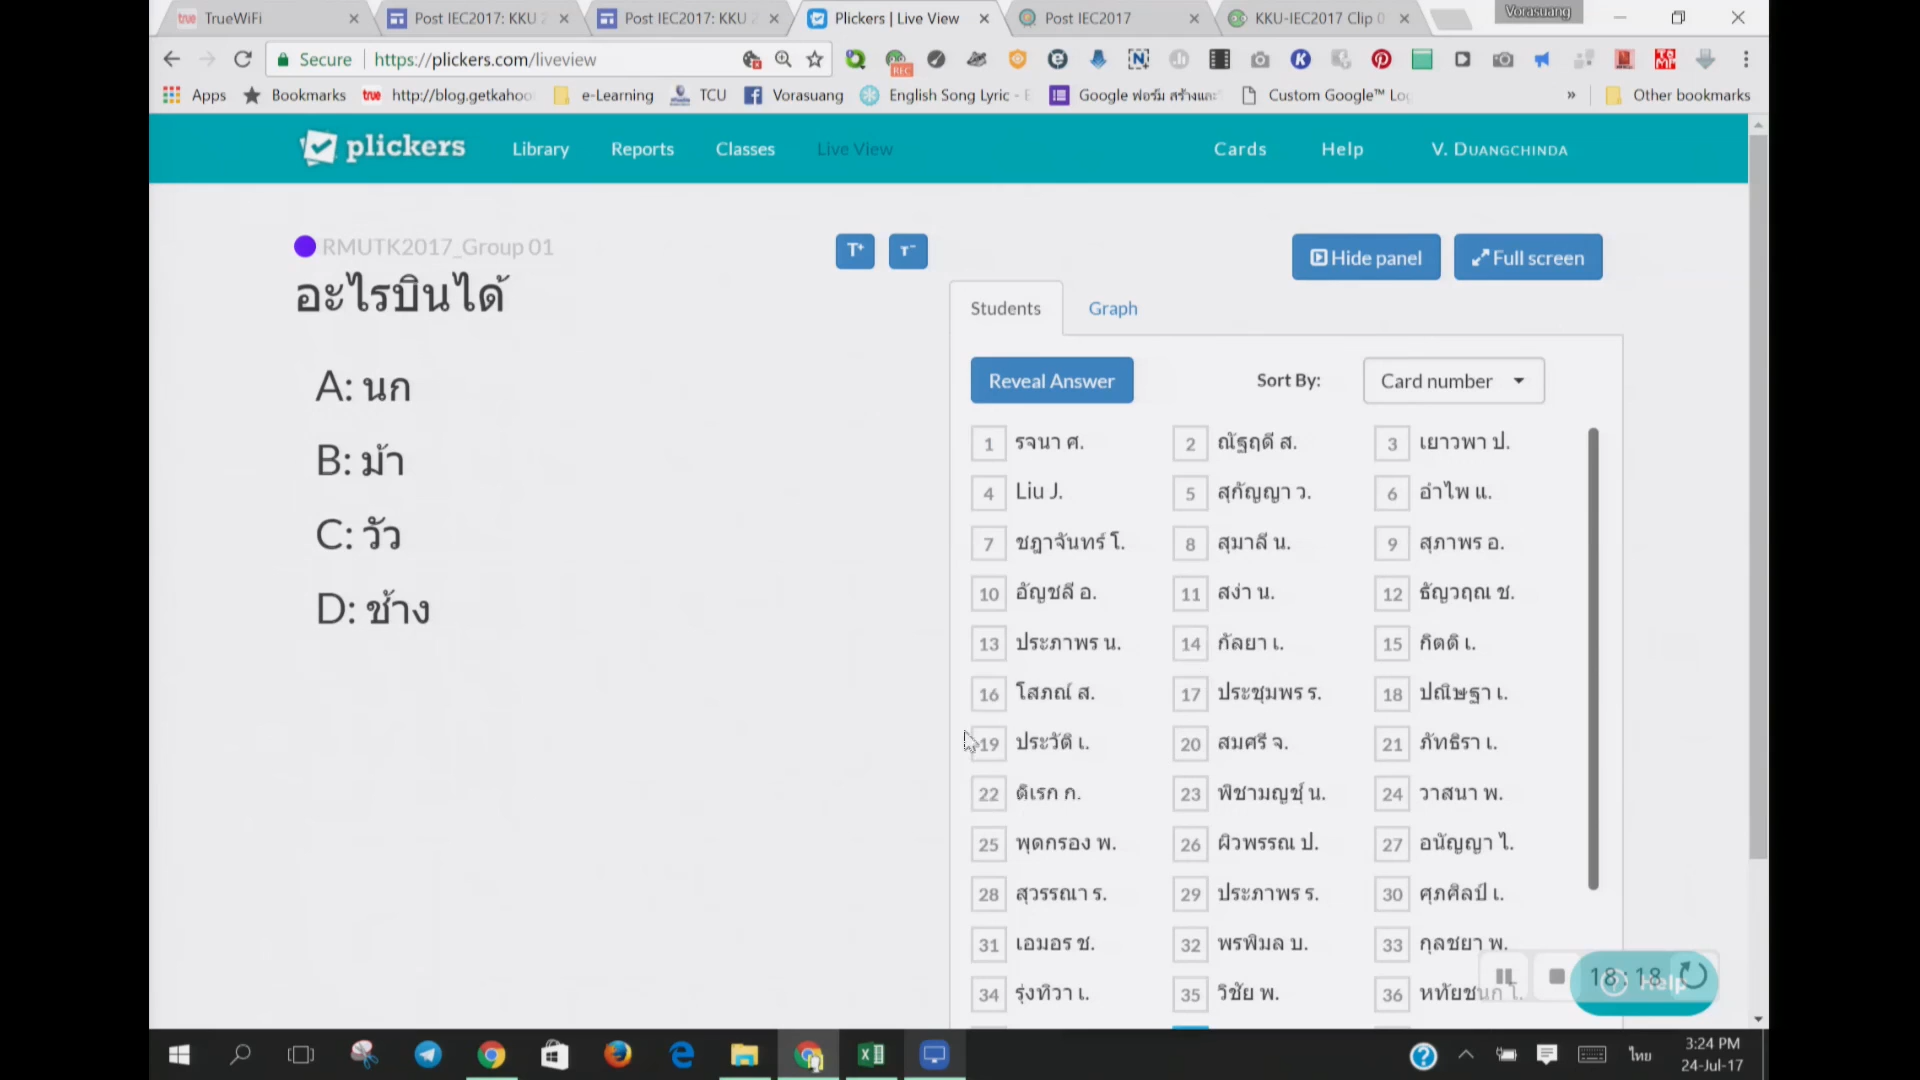 TrueWiFi
Post IEC2017: KKU 2
Post IEC2017: KKU 2
Plickers | Live View
Post IEC2017
KKU-IEC2017 Clip 0
Vorasuang
Secure
https://plickers.com/liveview
REC
Apps
Bookmarks
true
http://blog.getkahoo
e-Learning
TCU
Vorasuang
English Song Lyric - E
Google ฟอร์ม สร้างและ
Custom Google™ Log
»
Other bookmarks
plickers
Library
Reports
Classes
Live View
Cards
Help
V. DUANGCHINDA
RMUTK2017_Group 01
อะไรบินได้
A: นก
B: ม้า
C: วัว
D: ช้าง
T+
T-
Hide panel
Full screen
Students
Graph
Reveal Answer
Sort By:
Card number
1 รจนา ศ.
2 ณัฐฤดี ส.
3 เยาวพา ป.
4 Liu J.
5 สุกัญญา ว.
6 อำไพ แ.
7 ชฎาจันทร์ โ.
8 สุมาลี น.
9 สุภาพร อ.
10 อัญชลี อ.
11 สง่า น.
12 ธัญวฤณ ช.
13 ประภาพร น.
14 กัลยา เ.
15 กิตติ เ.
16 โสภณ์ ส.
17 ประชุมพร ร.
18 ปณิษฐา เ.
19 ประวัติ เ.
20 สมศรี จ.
21 ภัทธิรา เ.
22 ดิเรก ก.
23 พิชามญชุ์ น.
24 วาสนา พ.
25 พุดกรอง พ.
26 ผิวพรรณ ป.
27 อนัญญา ไ.
28 สุวรรณา ร.
29 ประภาพร ร.
30 ศุภศิลป์ เ.
31 เอมอร ช.
32 พรพิมล บ.
33 กุลชยา พ.
34 รุ่งทิวา เ.
35 วิชัย พ.
36 หทัยชนก โ.
18:18
Help
ไทย
3:24 PM
24-Jul-17